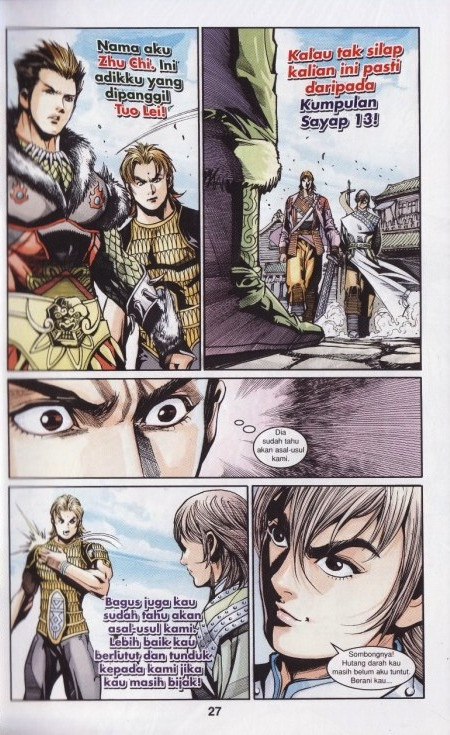 Nama aku
Zhu Chi. Ini
adikku yang
dipanggil
Tuo Lei!
Kalau tak silap
kalian ini pasti
daripada
Kumpulan
Sayap 13!
Dia
sudah tahu
akan asal-usul
kami.
Bagus juga kau
sudah tahu akan
asal-usul kami.
Lebih baik kau
berlutut dan tunduk
kepada kami jika
kau masih bijak!
Sombongnya!
Hutang darah kau
masih belum aku tuntut.
Berani kau...
27